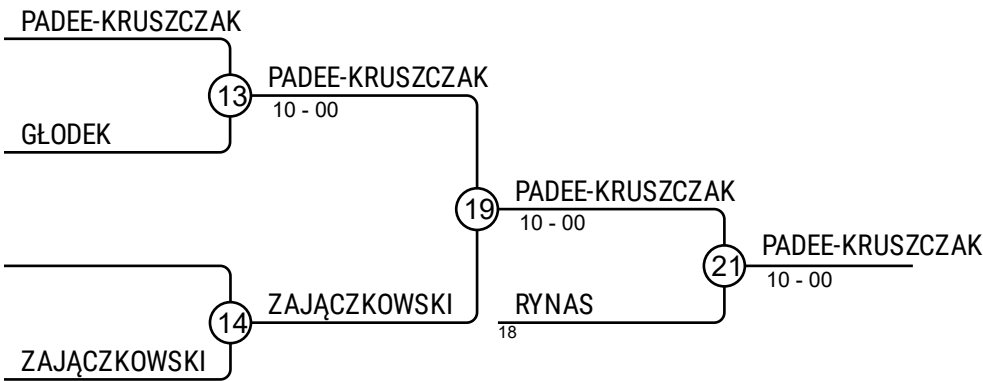 PADEE-KRUSZCZAK
13
PADEE-KRUSZCZAK
10 - 00
GŁODEK
19
PADEE-KRUSZCZAK
10 - 00
21
PADEE-KRUSZCZAK
10 - 00
14
ZAJĄCZKOWSKI
RYNAS
18
ZAJĄCZKOWSKI